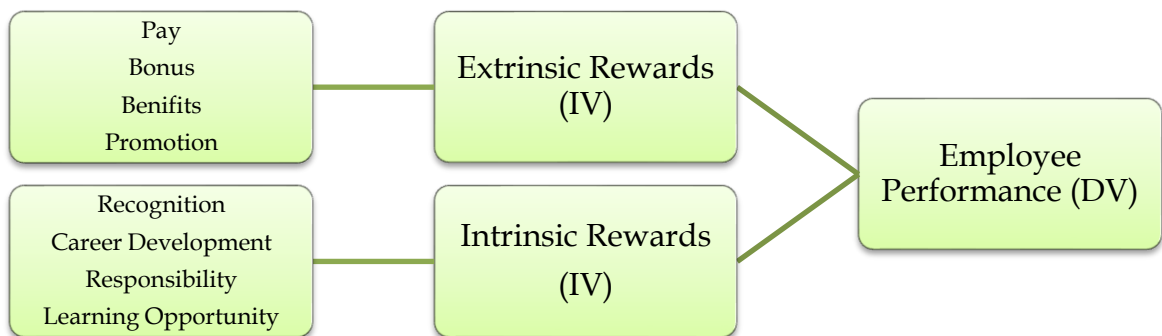 Pay
Bonus
Benifits
Promotion
Extrinsic Rewards
(IV)
Recognition
Career Development
Responsibility
Learning Opportunity
Intrinsic Rewards
(IV)
Employee
Performance (DV)